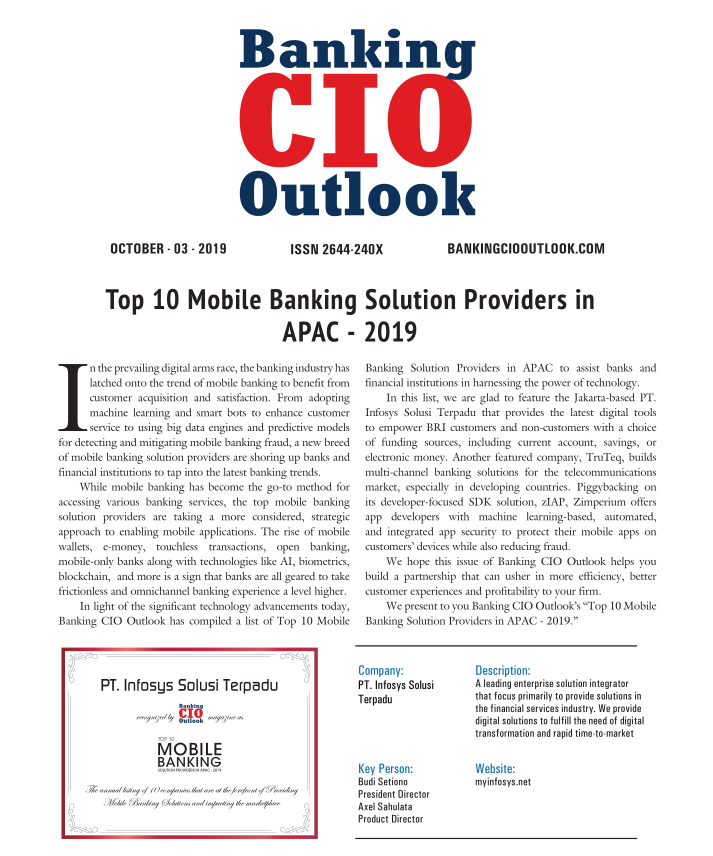 Banking
CIO
Outlook
OCTOBER - 03 - 2019
ISSN 2644-240X
BANKINGCIOOUTLOOK.COM
Top 10 Mobile Banking Solution Providers in
APAC - 2019
In the prevailing digital arms race, the banking industry has
latched onto the trend of mobile banking to benefit from
customer acquisition and satisfaction. From adopting
machine learning and smart bots to enhance customer
service to using big data engines and predictive models
for detecting and mitigating mobile banking fraud, a new breed
of mobile banking solution providers are shoring up banks and
financial institutions to tap into the latest banking trends.
While mobile banking has become the go-to method for
accessing various banking services, the top mobile banking
solution providers are taking a more considered, strategic
approach to enabling mobile applications. The rise of mobile
wallets, e-money, touchless transactions, open banking,
mobile-only banks along with technologies like AI, biometrics,
blockchain, and more is a sign that banks are all geared to take
frictionless and omnichannel banking experience a level higher.
In light of the significant technology advancements today,
Banking CIO Outlook has compiled a list of Top 10 Mobile
Banking Solution Providers in APAC to assist banks and
financial institutions in harnessing the power of technology.
In this list, we are glad to feature the Jakarta-based PT.
Infosys Solusi Terpadu that provides the latest digital tools
to empower BRI customers and non-customers with a choice
of funding sources, including current account, savings, or
electronic money. Another featured company, TruTeq, builds
multi-channel banking solutions for the telecommunications
market, especially in developing countries. Piggybacking on
its developer-focused SDK solution, zIAP, Zimperium offers
app developers with machine learning-based, automated,
and integrated app security to protect their mobile apps on
customers' devices while also reducing fraud.
We hope this issue of Banking CIO Outlook helps you
build a partnership that can usher in more efficiency, better
customer experiences and profitability to your firm.
We present to you Banking CIO Outlook's “Top 10 Mobile
Banking Solution Providers in APAC - 2019.”
PT. Infosys Solusi Terpadu
recognized by Banking CIO Outlook magazine as
TOP 10
MOBILE
BANKING
SOLUTION PROVIDERS IN APAC - 2019
The annual listing of 10 companies that are at the forefront of Providing
Mobile Banking Solutions and impacting the marketplace
Company:
PT. Infosys Solusi
Terpadu
Description:
A leading enterprise solution integrator
that focus primarily to provide solutions in
the financial services industry. We provide
digital solutions to fulfill the need of digital
transformation and rapid time-to-market
Key Person:
Budi Setiono
President Director
Axel Sahulata
Product Director
Website:
myinfosys.net